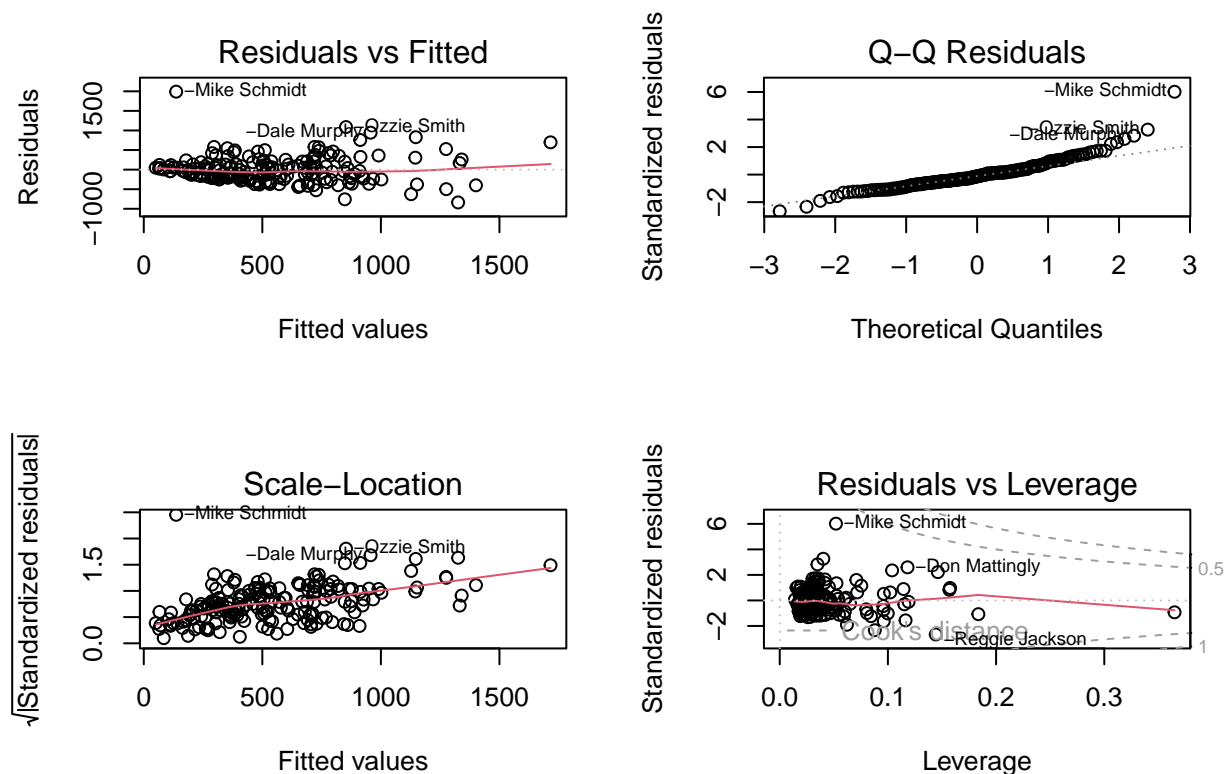 Residuals vs Fitted
Residuals
1500
−1000
−Mike Schmidt
−Dale Murphy
−Ozzie Smith
0 500 1000 1500
Fitted values
Q−Q Residuals
Standardized residuals
6
2
−2
−Mike Schmidt
−Ozzie Smith
−Dale Murphy
−3 −2 −1 0 1 2 3
Theoretical Quantiles
Scale−Location
√|Standardized residuals|
1.5
0.0
−Mike Schmidt
−Dale Murphy
−Ozzie Smith
0 500 1000 1500
Fitted values
Residuals vs Leverage
Standardized residuals
6
2
−2
−Mike Schmidt
−Don Mattingly
−Reggie Jackson
Cook's distance
0.5
1
0.0 0.1 0.2 0.3
Leverage